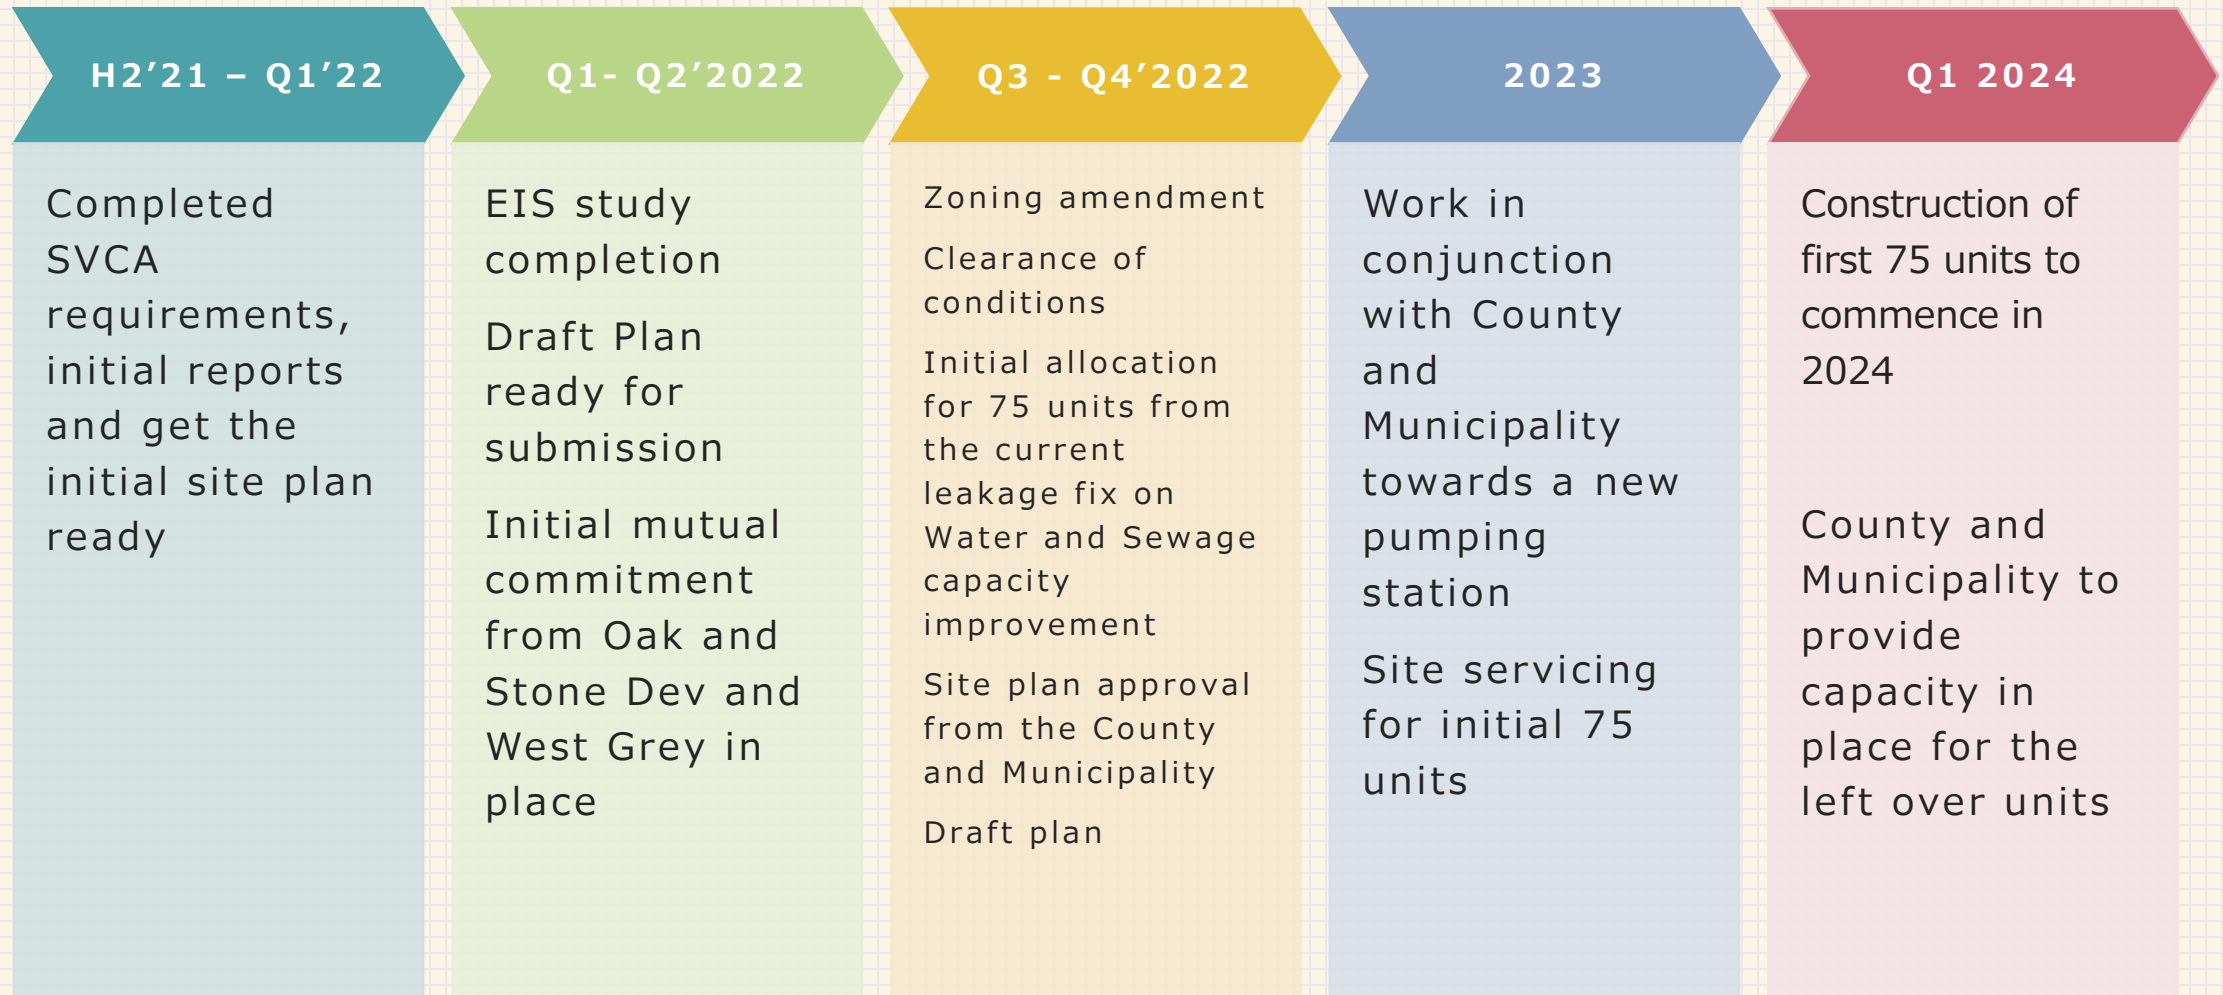 H2’21 – Q1’22
Completed
SVCA
requirements,
initial reports
and get the
initial site plan
ready
Q1- Q2’2022
EIS study
completion
Draft Plan
ready for
submission
Initial mutual
commitment
from Oak and
Stone Dev and
West Grey in
place
Q3 - Q4’2022
Zoning amendment
Clearance of
conditions
Initial allocation
for 75 units from
the current
leakage fix on
Water and Sewage
capacity
improvement
Site plan approval
from the County
and Municipality
Draft plan
2023
Work in
conjunction
with County
and
Municipality
towards a new
pumping
station
Site servicing
for initial 75
units
Q1 2024
Construction of
first 75 units to
commence in
2024
County and
Municipality to
provide
capacity in
place for the
left over units